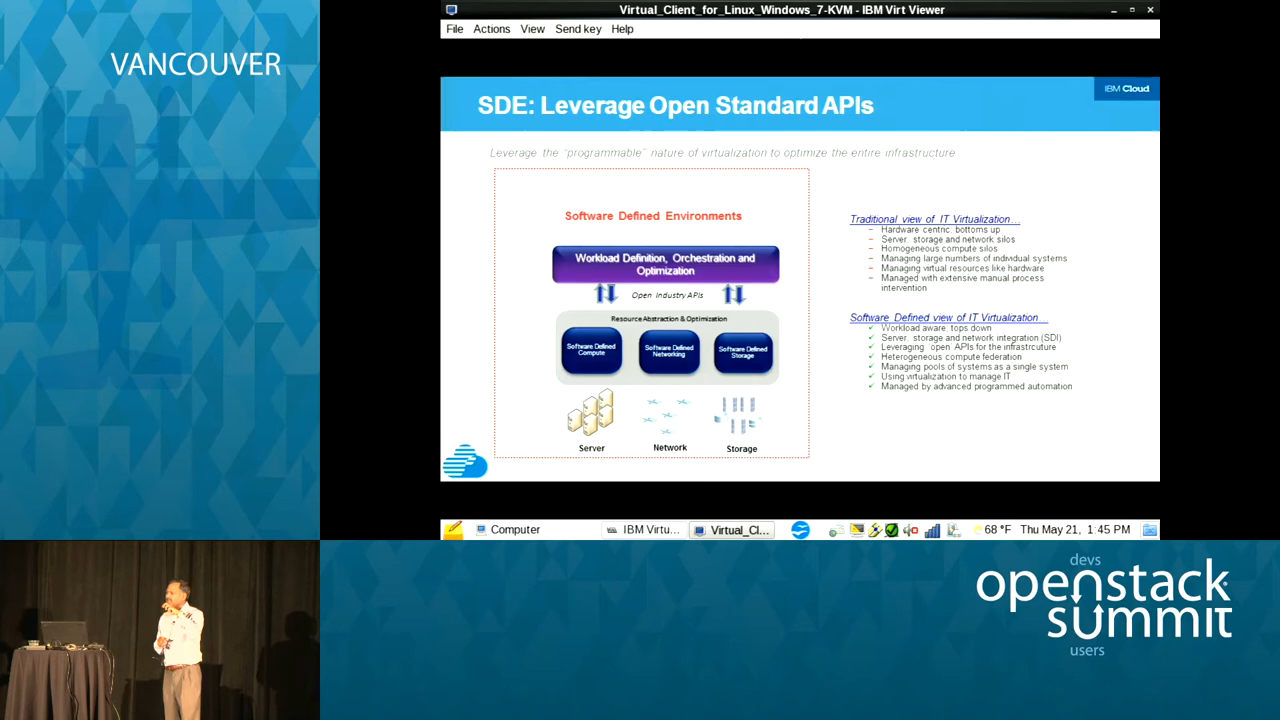 VANCOUVER
Virtual_Client_for_Linux_Windows_7-KVM - IBM Virt Viewer
File Actions View Send key Help
IBM Cloud
SDE: Leverage Open Standard APIs
Leverage the "programmable" nature of virtualization to optimize the entire infrastructure
Software Defined Environments
Workload Definition, Orchestration and
Optimization
Open Industry APIs
Resource Abstraction & Optimization
Software Defined
Compute
Software Defined
Networking
Software Defined
Storage
Server
Network
Storage
Traditional view of IT Virtualization…
– Hardware centric, bottoms up
– Server, storage and network silos
– Homogeneous compute silos
– Managing large numbers of individual systems
– Managing virtual resources like hardware
– Managed with extensive manual process
intervention
Software Defined view of IT Virtualization…
✓ Workload aware, tops down
✓ Server, storage and network integration (SDI)
✓ Leveraging open APIs for the infrastrcuture
✓ Heterogeneous compute federation
✓ Managing pools of systems as a single system
✓ Using virtualization to manage IT
✓ Managed by advanced programmed automation
Computer IBM Virtu... Virtual_Cl... 68 °F Thu May 21, 1:45 PM
devs
openstack
summit
users